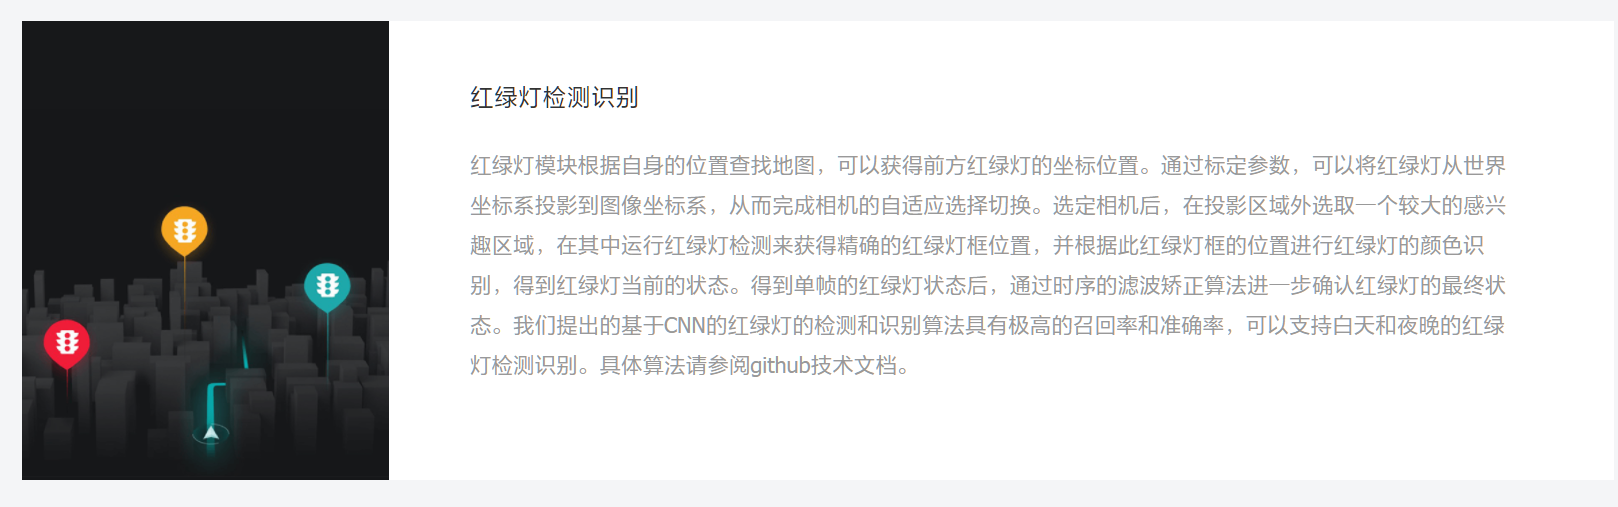 红绿灯检测识别
红绿灯模块根据自身的位置查找地图，可以获得前方红绿灯的坐标位置。通过标定参数，可以将红绿灯从世界
坐标系投影到图像坐标系，从而完成相机的自适应选择切换。选定相机后，在投影区域外选取一个较大的感兴
趣区域，在其中运行红绿灯检测来获得精确的红绿灯框位置，并根据此红绿灯框的位置进行红绿灯的颜色识
别，得到红绿灯当前的状态。得到单帧的红绿灯状态后，通过时序的滤波矫正算法进一步确认红绿灯的最终状
态。我们提出的基于CNN的红绿灯的检测和识别算法具有极高的召回率和准确率，可以支持白天和夜晚的红绿
灯检测识别。具体算法请参阅github技术文档。